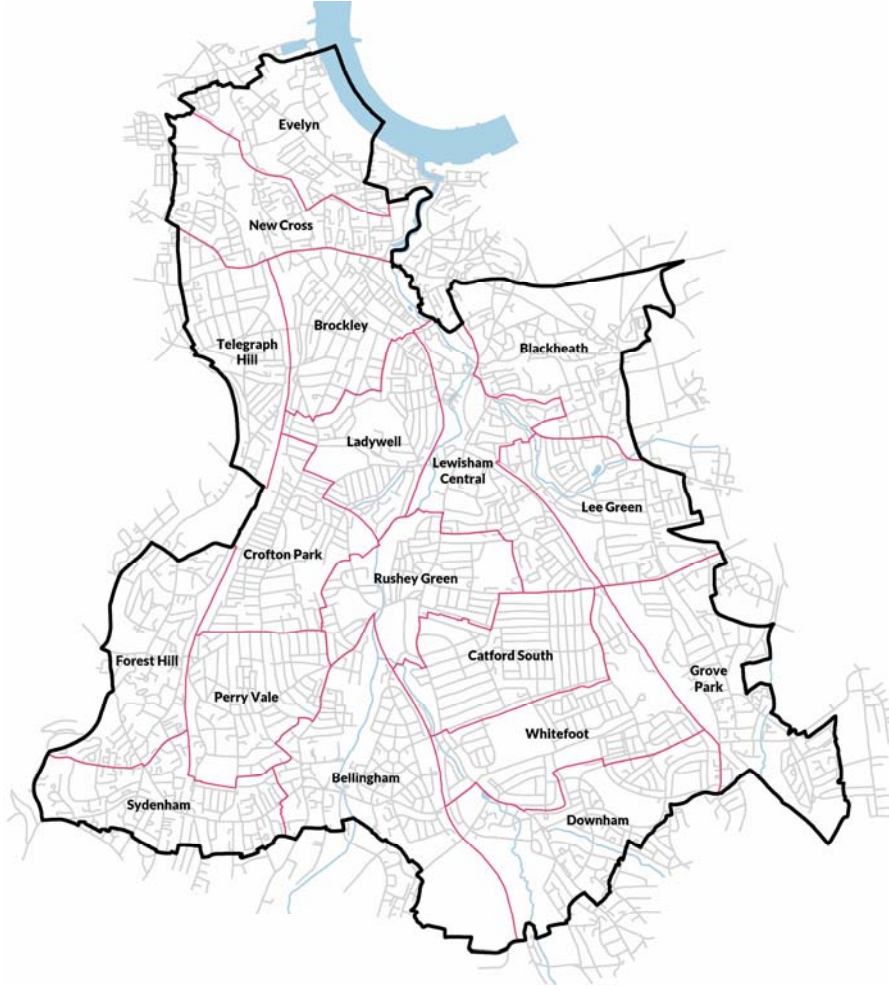 Evelyn
New Cross
Brockley
Telegraph
Hill
Blackheath
Ladywell
Lewisham
Central
Lee Green
Crofton Park
Rushey Green
Forest Hill
Catford South
Grove
Park
Perry Vale
Whitefoot
Bellingham
Sydenham
Downham